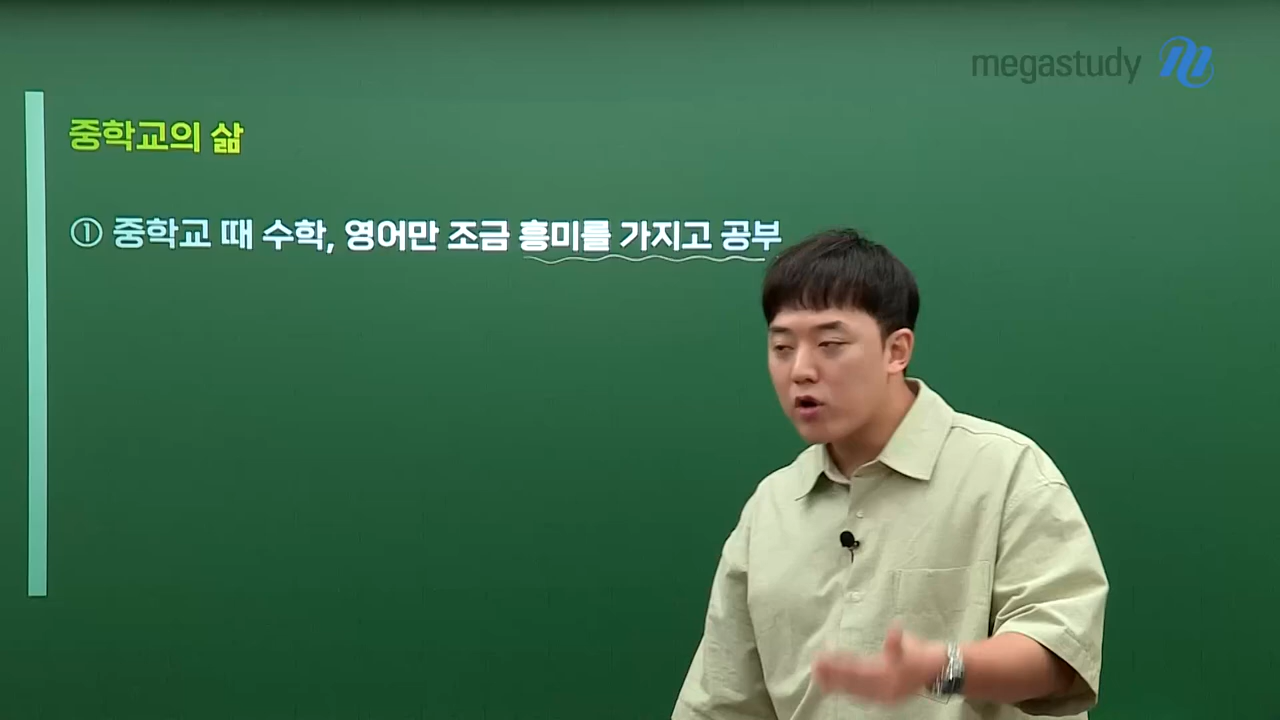 megastudy
중학교의 삶
① 중학교 때 수학, 영어만 조금 흥미를 가지고 공부